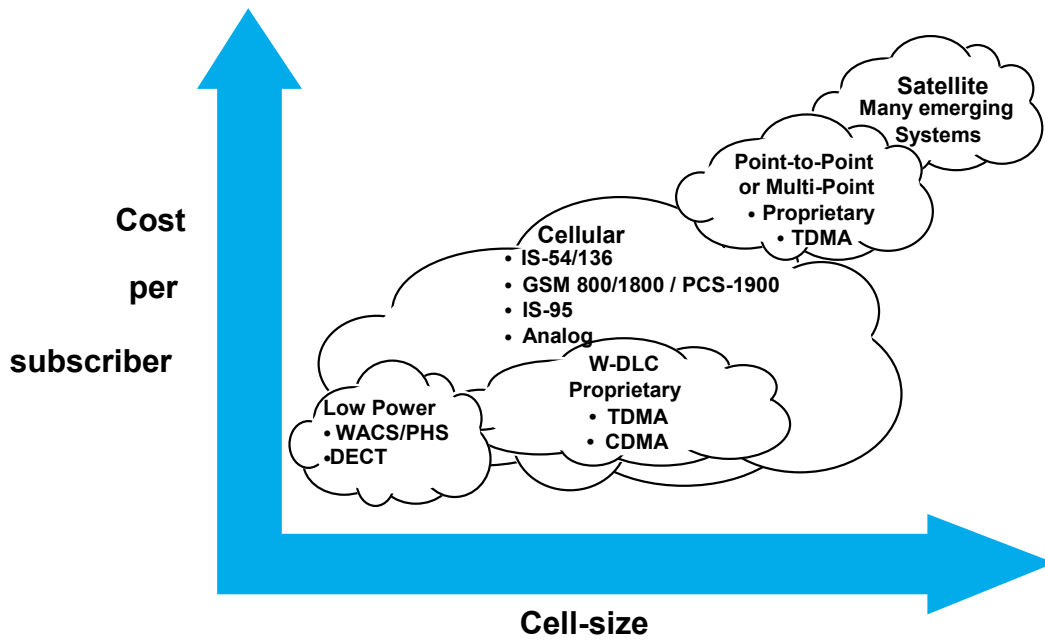 Satellite
Many emerging
Systems
Point-to-Point
or Multi-Point
• Proprietary
• TDMA
Cost
per
subscriber
Cellular
• IS-54/136
• GSM 800/1800 / PCS-1900
• IS-95
• Analog
W-DLC
Proprietary
• TDMA
• CDMA
Low Power
• WACS/PHS
•DECT
Cell-size